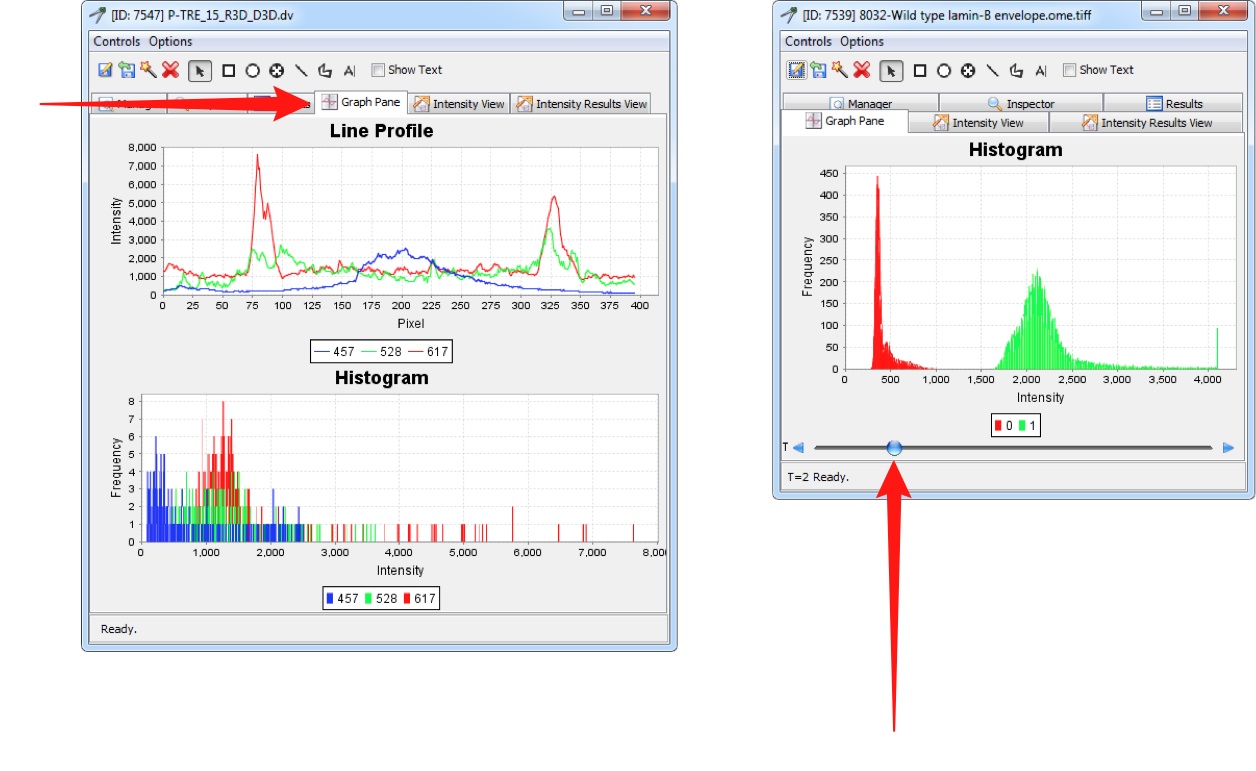 [ID: 7547] P-TRE_15_R3D_D3D.dv
Controls Options
Show Text
Graph Pane Intensity View Intensity Results View
Line Profile
8,000
7,000
6,000
5,000
4,000
3,000
2,000
1,000
0
Intensity
0 25 50 75 100 125 150 175 200 225 250 275 300 325 350 375 400
Pixel
457 528 617
Histogram
8
7
6
5
4
3
2
1
0
Frequency
0 1,000 2,000 3,000 4,000 5,000 6,000 7,000 8,00
Intensity
457 528 617
Ready.
[ID: 7539] 8032-Wild type lamin-B envelope.ome.tiff
Controls Options
Show Text
Manager Inspector Results
Graph Pane Intensity View Intensity Results View
Histogram
450
400
350
300
250
200
150
100
50
0
Frequency
0 500 1,000 1,500 2,000 2,500 3,000 3,500 4,000
Intensity
0 1
T
T=2 Ready.